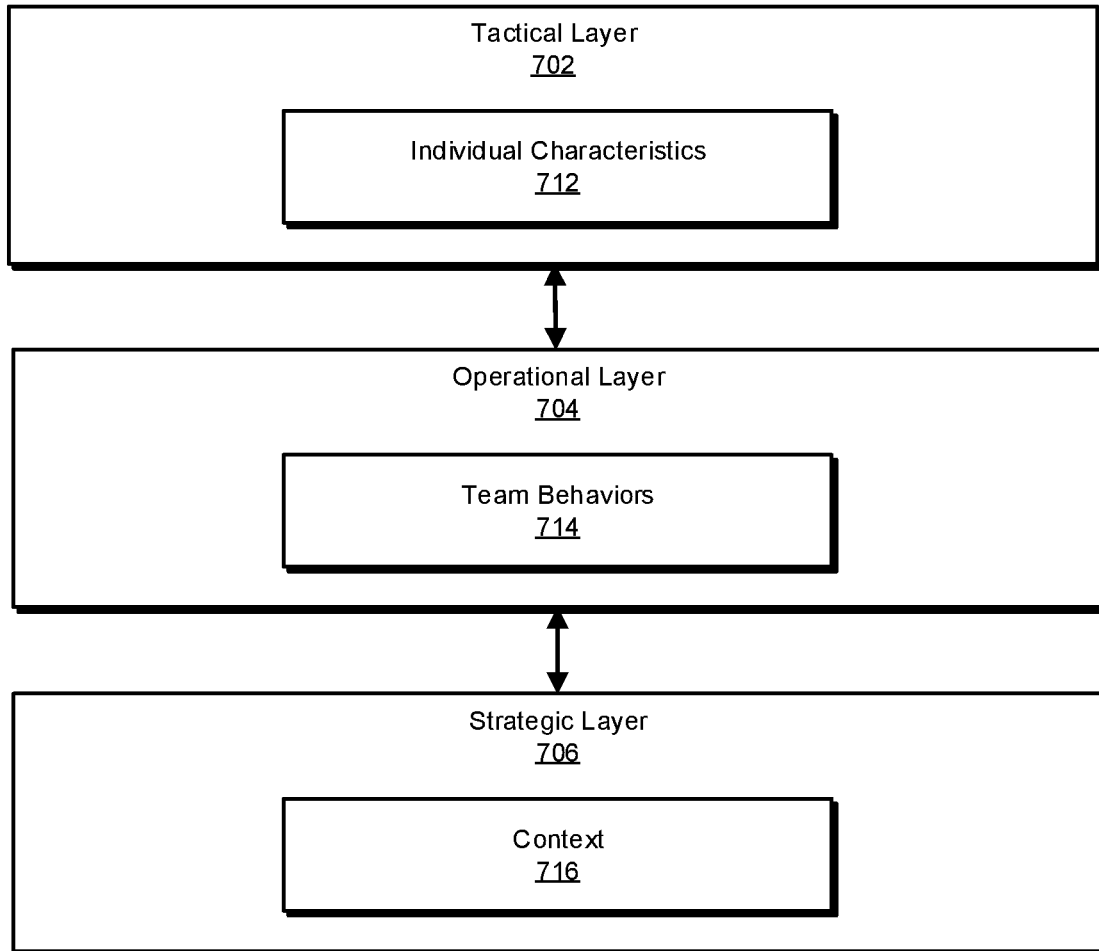 Tactical Layer
702
Individual Characteristics
712
Operational Layer
704
Team Behaviors
714
Strategic Layer
706
Context
716